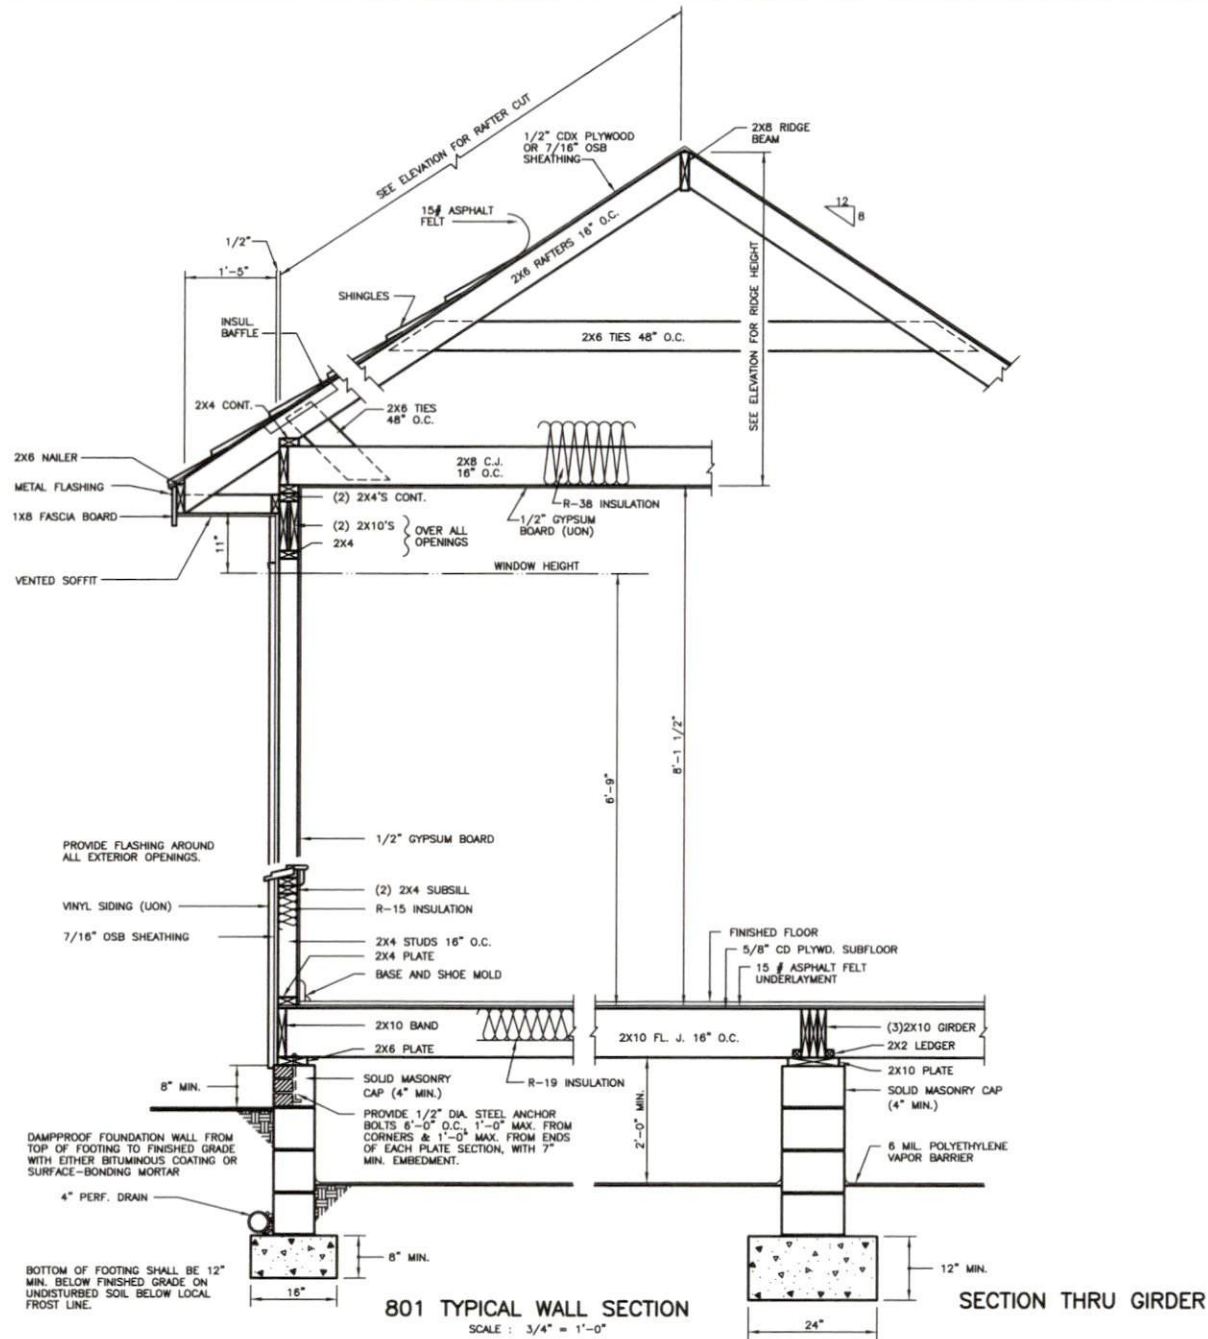 SEE ELEVATION FOR RAFTER CUT
1/2" CDX PLYWOOD
OR 7/16" OSB
SHEATHING
2X8 RIDGE
BEAM
12
8
15# ASPHALT
FELT
2X6 RAFTERS 16" O.C.
1/2"
1'-5"
SHINGLES
INSUL.
BAFFLE
2X6 TIES 48" O.C.
SEE ELEVATION FOR RIDGE HEIGHT
2X4 CONT.
2X6 TIES
48" O.C.
2X6 NAILER
METAL FLASHING
1X8 FASCIA BOARD
VENTED SOFFIT
11"
2X8 C.J.
16" O.C.
R-38 INSULATION
1/2" GYPSUM
BOARD (UON)
(2) 2X4'S CONT.
(2) 2X10'S
2X4
OVER ALL
OPENINGS
WINDOW HEIGHT
6'-9"
8'-1 1/2"
PROVIDE FLASHING AROUND
ALL EXTERIOR OPENINGS.
1/2" GYPSUM BOARD
VINYL SIDING (UON)
7/16" OSB SHEATHING
(2) 2X4 SUBSILL
R-15 INSULATION
2X4 STUDS 16" O.C.
2X4 PLATE
BASE AND SHOE MOLD
FINISHED FLOOR
5/8" CD PLYWD. SUBFLOOR
15 # ASPHALT FELT
UNDERLAYMENT
2X10 BAND
2X6 PLATE
2X10 FL. J. 16" O.C.
R-19 INSULATION
(3)2X10 GIRDER
2X2 LEDGER
2X10 PLATE
SOLID MASONRY CAP
(4" MIN.)
8" MIN.
SOLID MASONRY
CAP (4" MIN.)
PROVIDE 1/2" DIA. STEEL ANCHOR
BOLTS 6'-0" O.C., 1'-0" MAX. FROM
CORNERS & 1'-0" MAX. FROM ENDS
OF EACH PLATE SECTION, WITH 7"
MIN. EMBEDMENT.
2'-0" MIN.
6 MIL. POLYETHYLENE
VAPOR BARRIER
DAMPPROOF FOUNDATION WALL FROM
TOP OF FOOTING TO FINISHED GRADE
WITH EITHER BITUMINOUS COATING OR
SURFACE-BONDING MORTAR
4" PERF. DRAIN
8" MIN.
12" MIN.
BOTTOM OF FOOTING SHALL BE 12"
MIN. BELOW FINISHED GRADE ON
UNDISTURBED SOIL BELOW LOCAL
FROST LINE.
16"
24"
801 TYPICAL WALL SECTION
SCALE : 3/4" = 1'-0"
SECTION THRU GIRDER